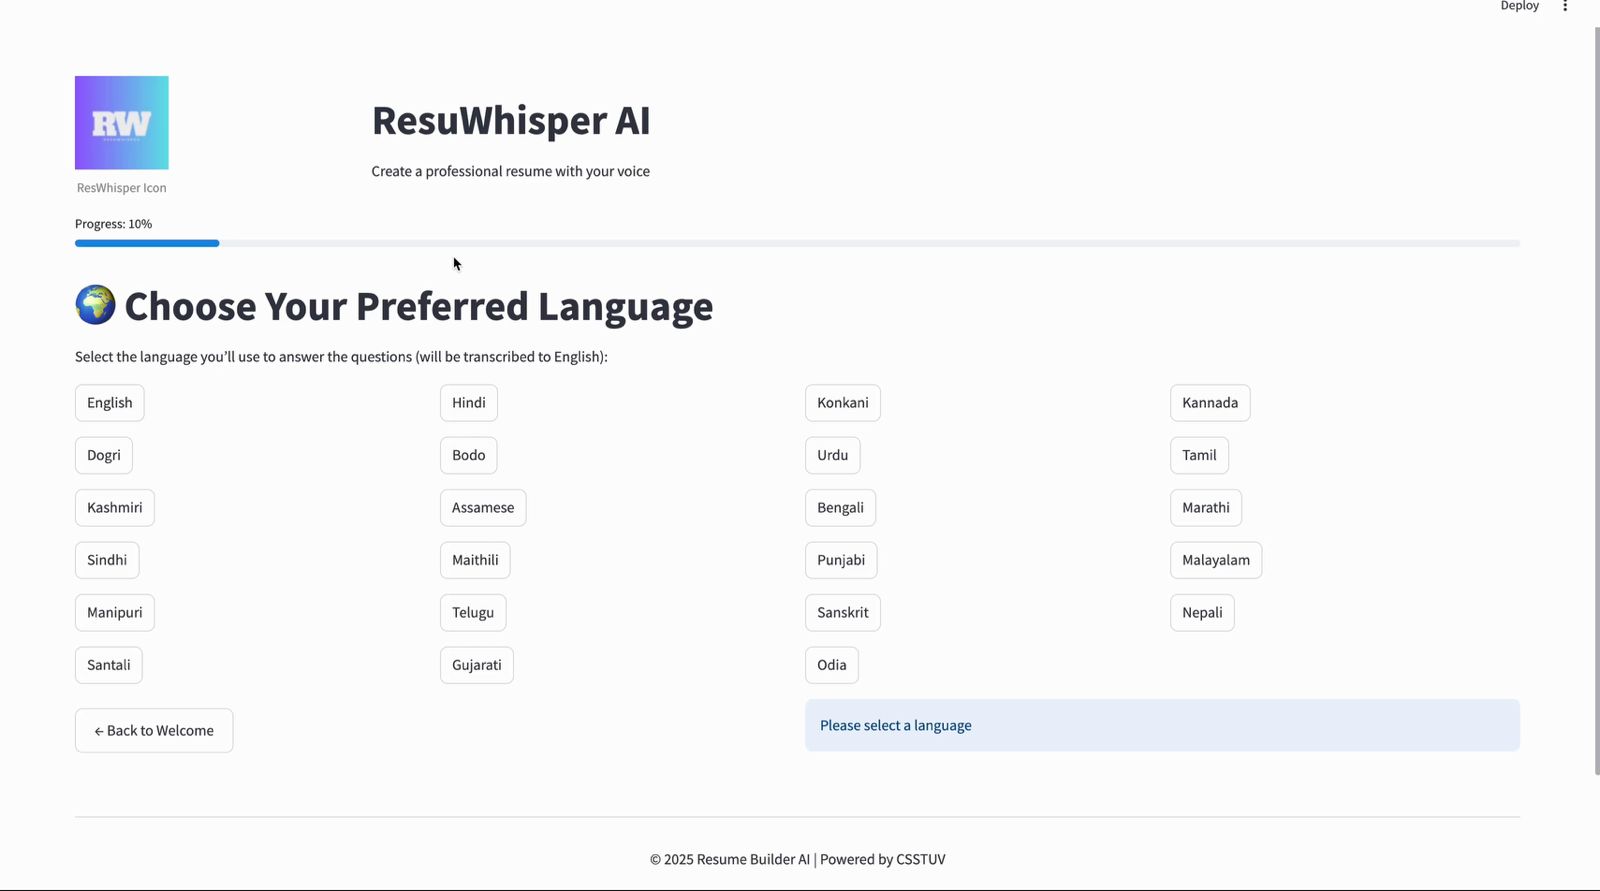 Deploy
RW
ResWhisper Icon
ResuWhisper AI
Create a professional resume with your voice
Progress: 10%
Choose Your Preferred Language
Select the language you'll use to answer the questions (will be transcribed to English):
English Hindi Konkani Kannada
Dogri Bodo Urdu Tamil
Kashmiri Assamese Bengali Marathi
Sindhi Maithili Punjabi Malayalam
Manipuri Telugu Sanskrit Nepali
Santali Gujarati Odia
← Back to Welcome
Please select a language
© 2025 Resume Builder AI | Powered by CSSTUV